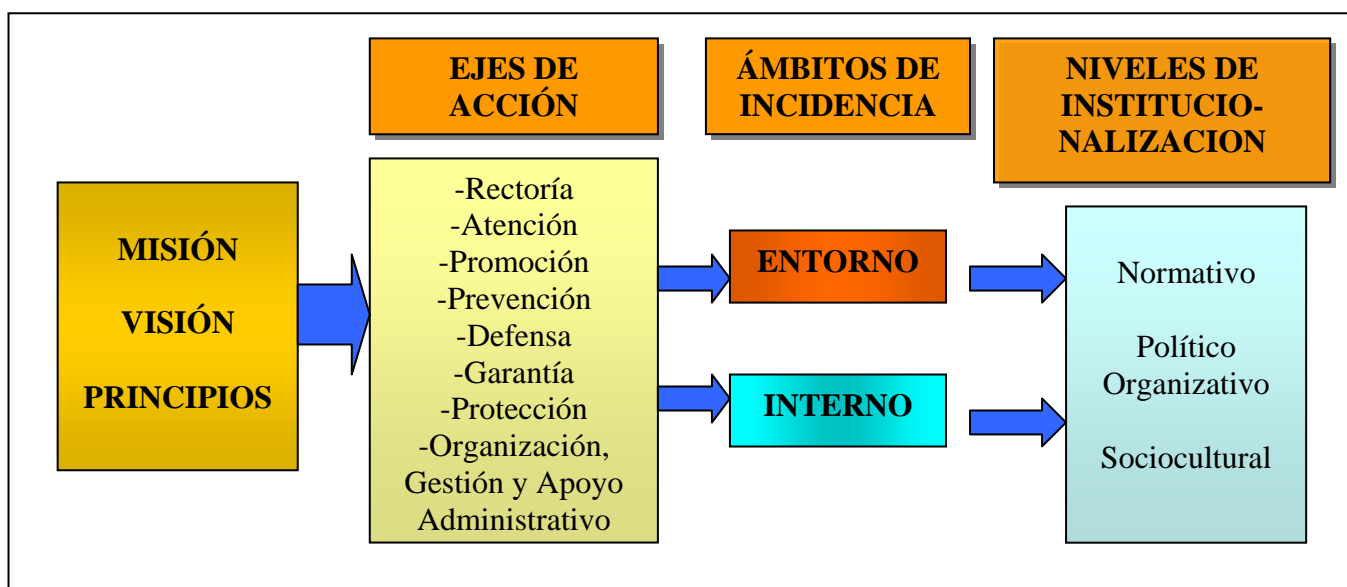 EJES DE
ACCIÓN
ÁMBITOS DE
INCIDENCIA
NIVELES DE
INSTITUCIO-
NALIZACION
MISIÓN
VISIÓN
PRINCIPIOS
-Rectoría
-Atención
-Promoción
-Prevención
-Defensa
-Garantía
-Protección
-Organización,
Gestión y Apoyo
Administrativo
ENTORNO
INTERNO
Normativo
Político
Organizativo
Sociocultural